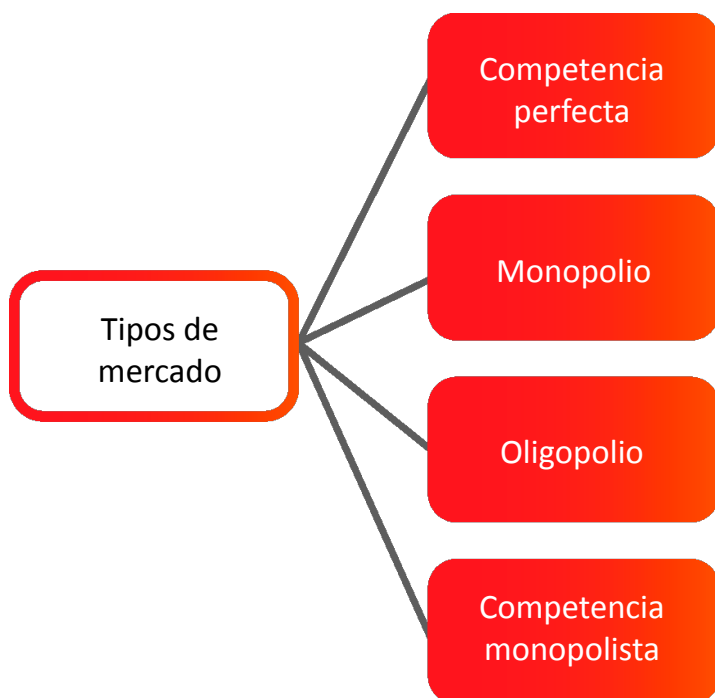 Competencia
perfecta
Monopolio
Tipos de
mercado
Oligopolio
Competencia
monopolista